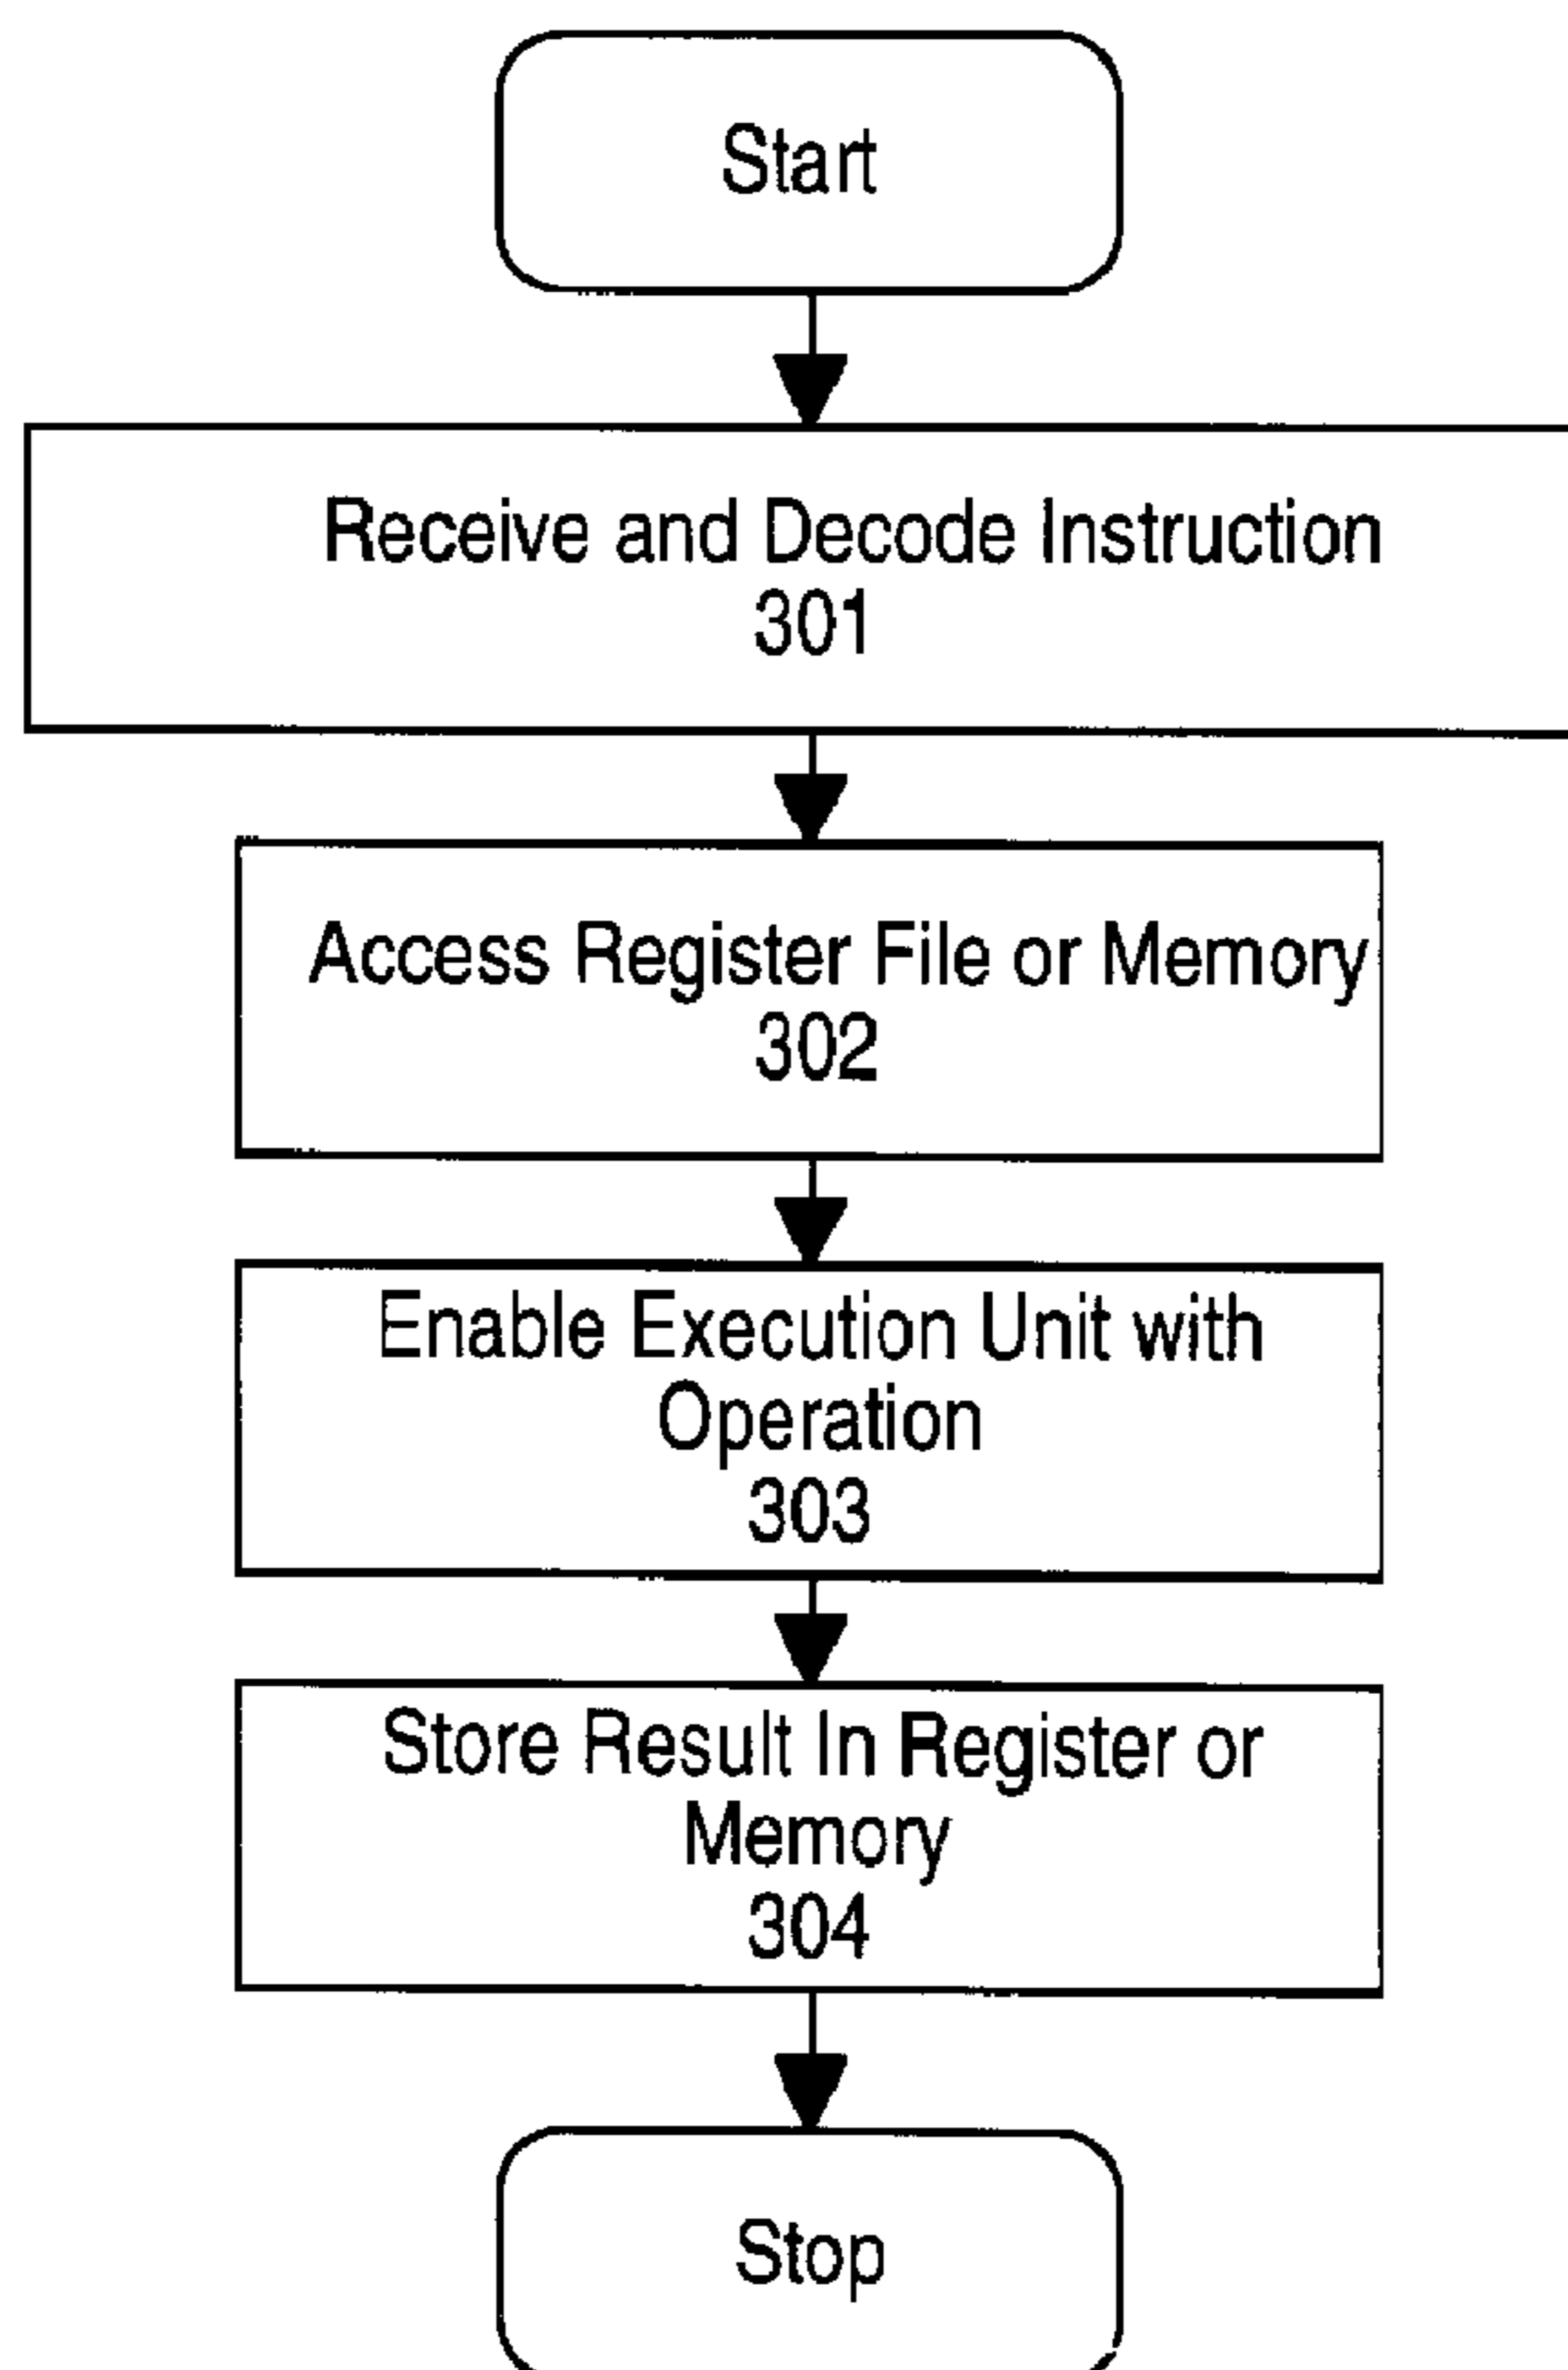 Start
Receive and Decode Instruction
301
Access Register File or Memory
302
Enable Execution Unit with
Operation
303
Store Result In Register or
Memory
304
Stop